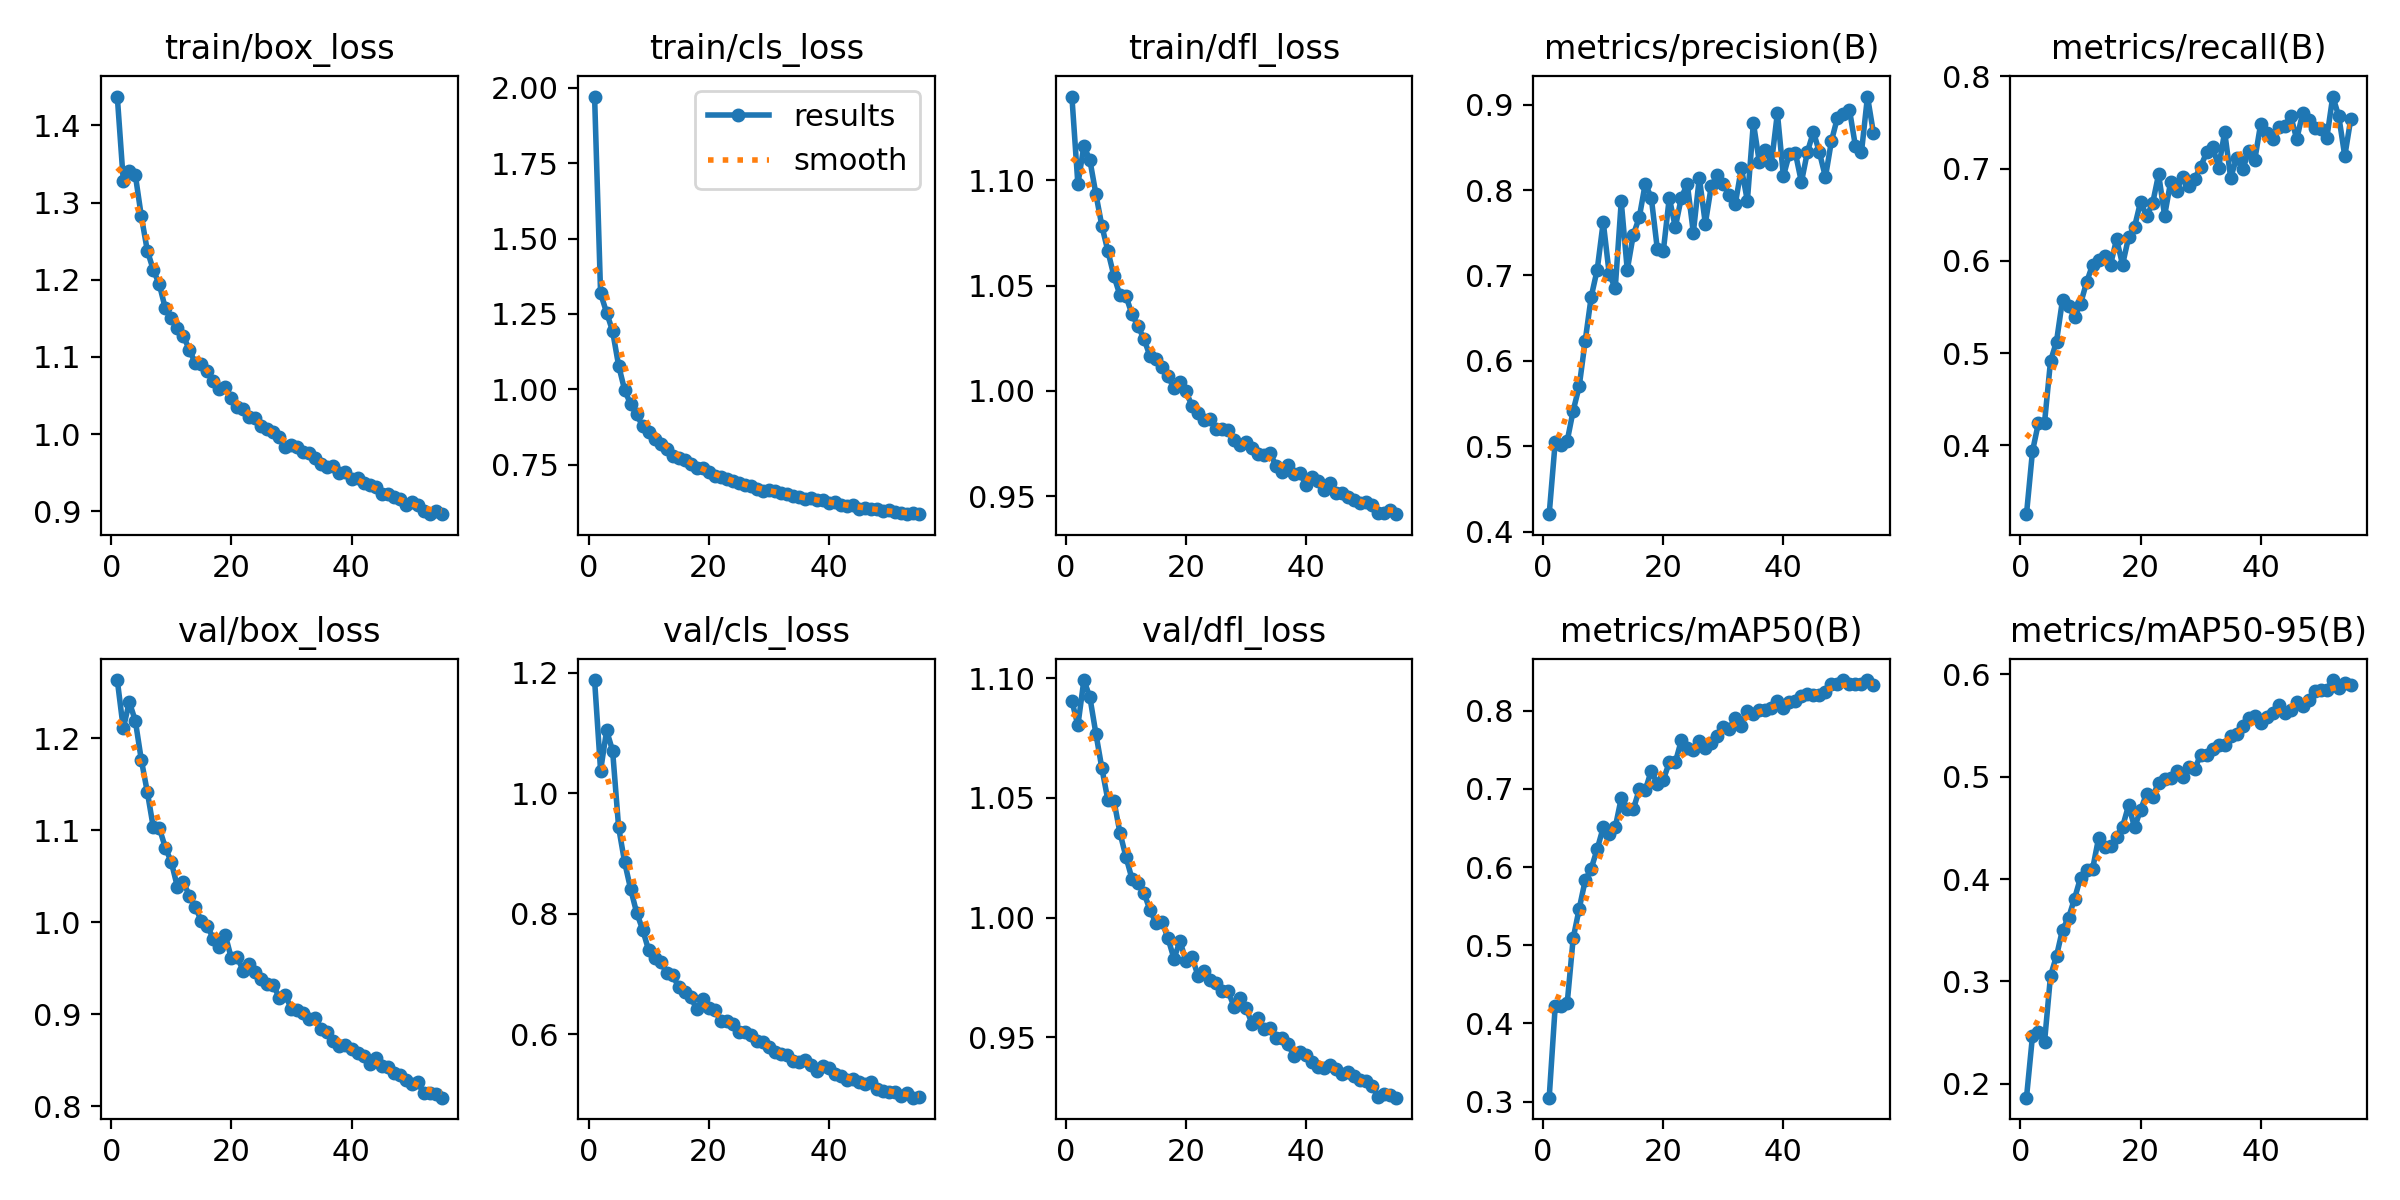 train/box_loss
1.4
1.3
1.2
1.1
1.0
0.9
0 20 40
train/cls_loss
results
smooth
2.00
1.75
1.50
1.25
1.00
0.75
0 20 40
train/dfl_loss
1.10
1.05
1.00
0.95
0 20 40
metrics/precision(B)
0.9
0.8
0.7
0.6
0.5
0.4
0 20 40
metrics/recall(B)
0.8
0.7
0.6
0.5
0.4
0 20 40
val/box_loss
1.2
1.1
1.0
0.9
0.8
0 20 40
val/cls_loss
1.2
1.0
0.8
0.6
0 20 40
val/dfl_loss
1.10
1.05
1.00
0.95
0 20 40
metrics/mAP50(B)
0.8
0.7
0.6
0.5
0.4
0.3
0 20 40
metrics/mAP50-95(B)
0.6
0.5
0.4
0.3
0.2
0 20 40